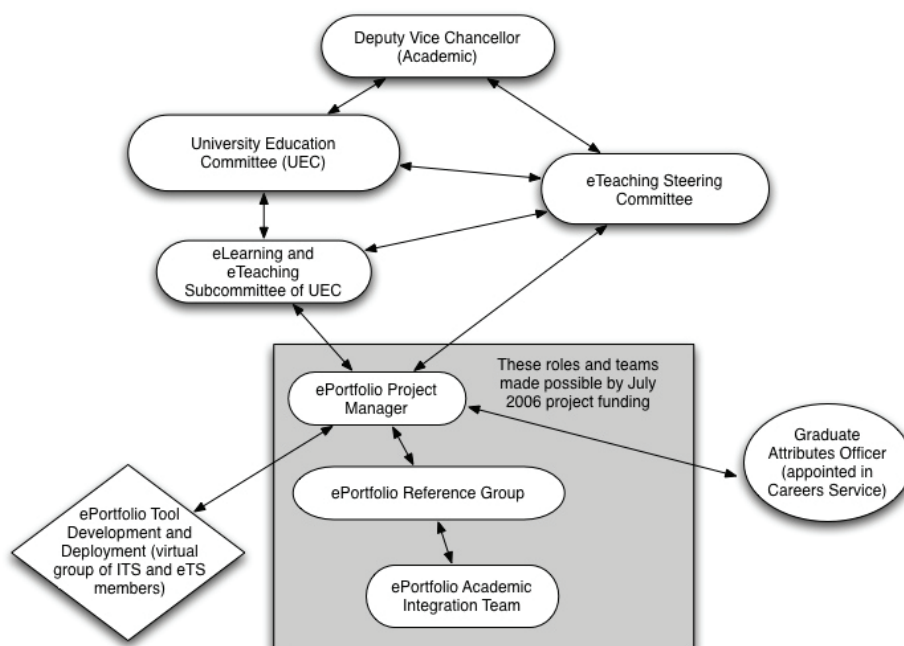 Deputy Vice Chancellor
(Academic)
University Education
Committee (UEC)
eTeaching Steering
Committee
eLearning and
eTeaching
Subcommittee of UEC
These roles and teams
made possible by July
2006 project funding
ePortfolio Project
Manager
Graduate
Attributes Officer
(appointed in
Careers Service)
ePortfolio Reference Group
ePortfolio Tool
Development and
Deployment (virtual
group of ITS and eTS
members)
ePortfolio Academic
Integration Team